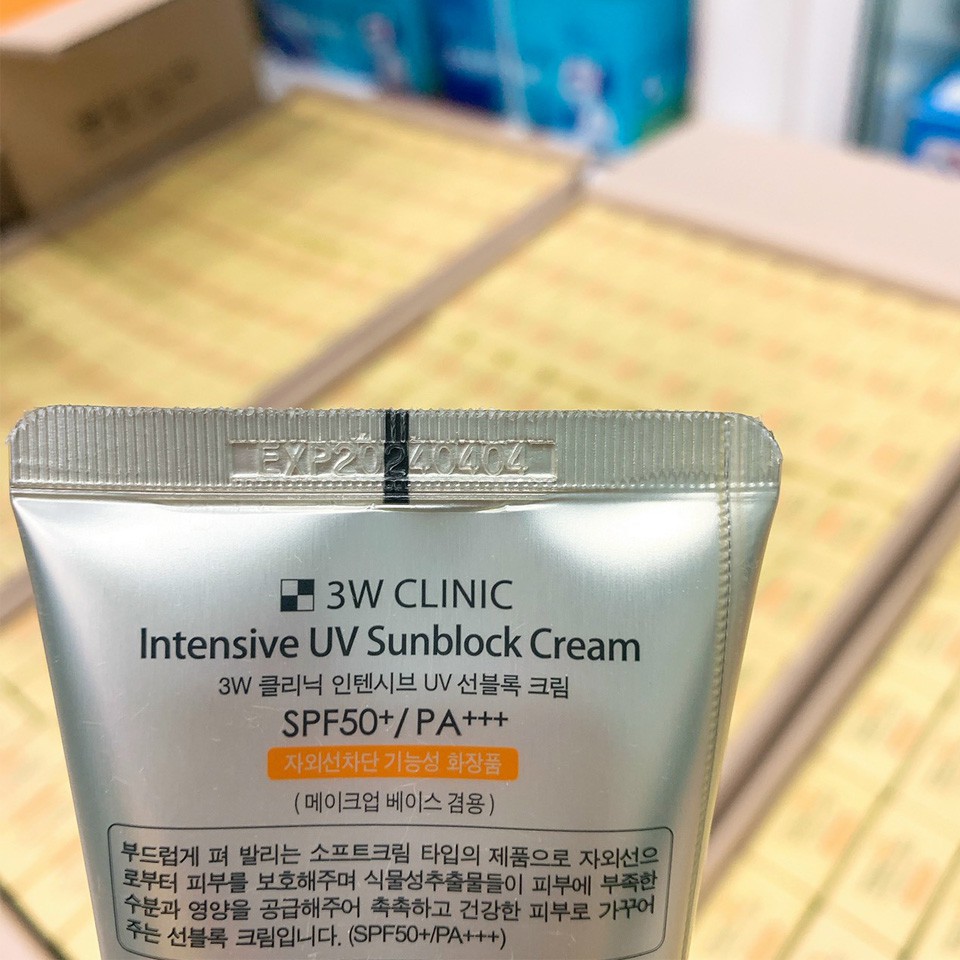 EXP20240404
3W CLINIC
Intensive UV Sunblock Cream
3W 클리닉 인텐시브 UV 선블록 크림
SPF50+/PA+++
자외선차단 기능성 화장품
( 메이크업 베이스 겸용 )
부드럽게 펴 발리는 소프트크림 타입의 제품으로 자외선으
로부터 피부를 보호해주며 식물성추출물들이 피부에 부족한
수분과 영양을 공급해주어 촉촉하고 건강한 피부로 가꾸어
주는 선블록 크림입니다. (SPF50+/PA+++)